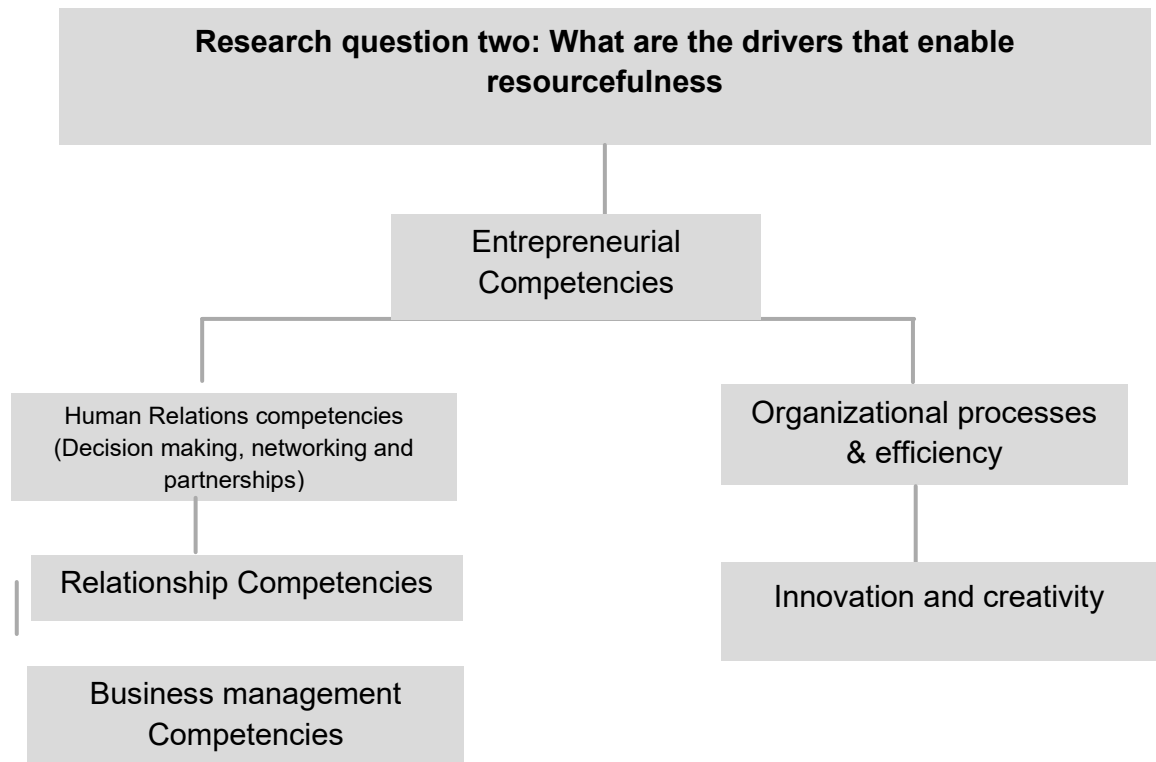 Research question two: What are the drivers that enable
resourcefulness
Entrepreneurial
Competencies
Human Relations competencies
(Decision making, networking and
partnerships)
Organizational processes
& efficiency
Relationship Competencies
Innovation and creativity
Business management
Competencies